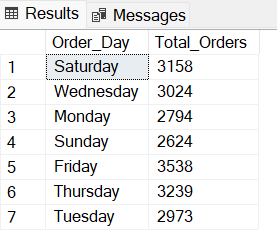 Results Messages
Order_Day Total_Orders
1 Saturday 3158
2 Wednesday 3024
3 Monday 2794
4 Sunday 2624
5 Friday 3538
6 Thursday 3239
7 Tuesday 2973